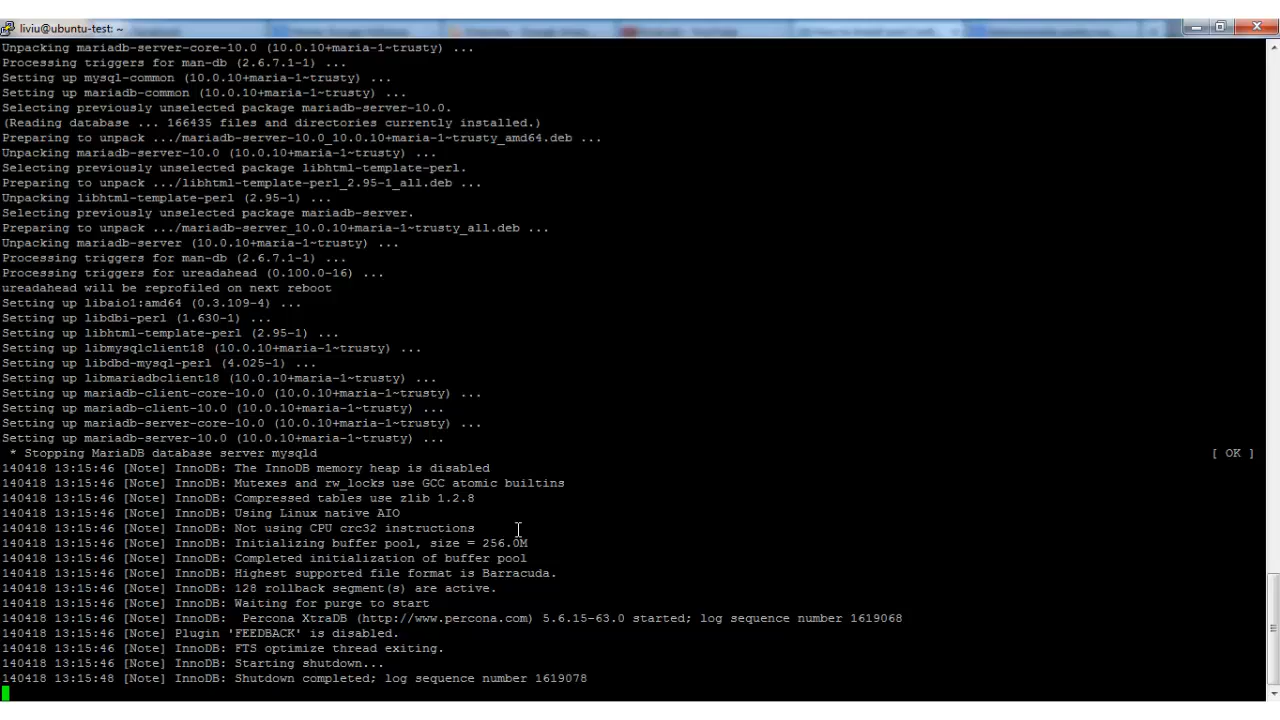 liviu@ubuntu-test: ~
Unpacking mariadb-server-core-10.0 (10.0.10+maria-1~trusty) ...
Processing triggers for man-db (2.6.7.1-1) ...
Setting up mysql-common (10.0.10+maria-1~trusty) ...
Setting up mariadb-common (10.0.10+maria-1~trusty) ...
Selecting previously unselected package mariadb-server-10.0.
(Reading database ... 166435 files and directories currently installed.)
Preparing to unpack .../mariadb-server-10.0_10.0.10+maria-1~trusty_amd64.deb ...
Unpacking mariadb-server-10.0 (10.0.10+maria-1~trusty) ...
Selecting previously unselected package libhtml-template-perl.
Preparing to unpack .../libhtml-template-perl_2.95-1_all.deb ...
Unpacking libhtml-template-perl (2.95-1) ...
Selecting previously unselected package mariadb-server.
Preparing to unpack .../mariadb-server_10.0.10+maria-1~trusty_all.deb ...
Unpacking mariadb-server (10.0.10+maria-1~trusty) ...
Processing triggers for man-db (2.6.7.1-1) ...
Processing triggers for ureadahead (0.100.0-16) ...
ureadahead will be reprofiled on next reboot
Setting up libaio1:amd64 (0.3.109-4) ...
Setting up libdbi-perl (1.630-1) ...
Setting up libhtml-template-perl (2.95-1) ...
Setting up libmysqlclient18 (10.0.10+maria-1~trusty) ...
Setting up libdbd-mysql-perl (4.025-1) ...
Setting up libmariadbclient18 (10.0.10+maria-1~trusty) ...
Setting up mariadb-client-core-10.0 (10.0.10+maria-1~trusty) ...
Setting up mariadb-client-10.0 (10.0.10+maria-1~trusty) ...
Setting up mariadb-server-core-10.0 (10.0.10+maria-1~trusty) ...
Setting up mariadb-server-10.0 (10.0.10+maria-1~trusty) ...
* Stopping MariaDB database server mysqld [ OK ]
140418 13:15:46 [Note] InnoDB: The InnoDB memory heap is disabled
140418 13:15:46 [Note] InnoDB: Mutexes and rw_locks use GCC atomic builtins
140418 13:15:46 [Note] InnoDB: Compressed tables use zlib 1.2.8
140418 13:15:46 [Note] InnoDB: Using Linux native AIO
140418 13:15:46 [Note] InnoDB: Not using CPU crc32 instructions
140418 13:15:46 [Note] InnoDB: Initializing buffer pool, size = 256.0M
140418 13:15:46 [Note] InnoDB: Completed initialization of buffer pool
140418 13:15:46 [Note] InnoDB: Highest supported file format is Barracuda.
140418 13:15:46 [Note] InnoDB: 128 rollback segment(s) are active.
140418 13:15:46 [Note] InnoDB: Waiting for purge to start
140418 13:15:46 [Note] InnoDB:  Percona XtraDB (http://www.percona.com) 5.6.15-63.0 started; log sequence number 1619068
140418 13:15:46 [Note] Plugin 'FEEDBACK' is disabled.
140418 13:15:46 [Note] InnoDB: FTS optimize thread exiting.
140418 13:15:46 [Note] InnoDB: Starting shutdown...
140418 13:15:48 [Note] InnoDB: Shutdown completed; log sequence number 1619078